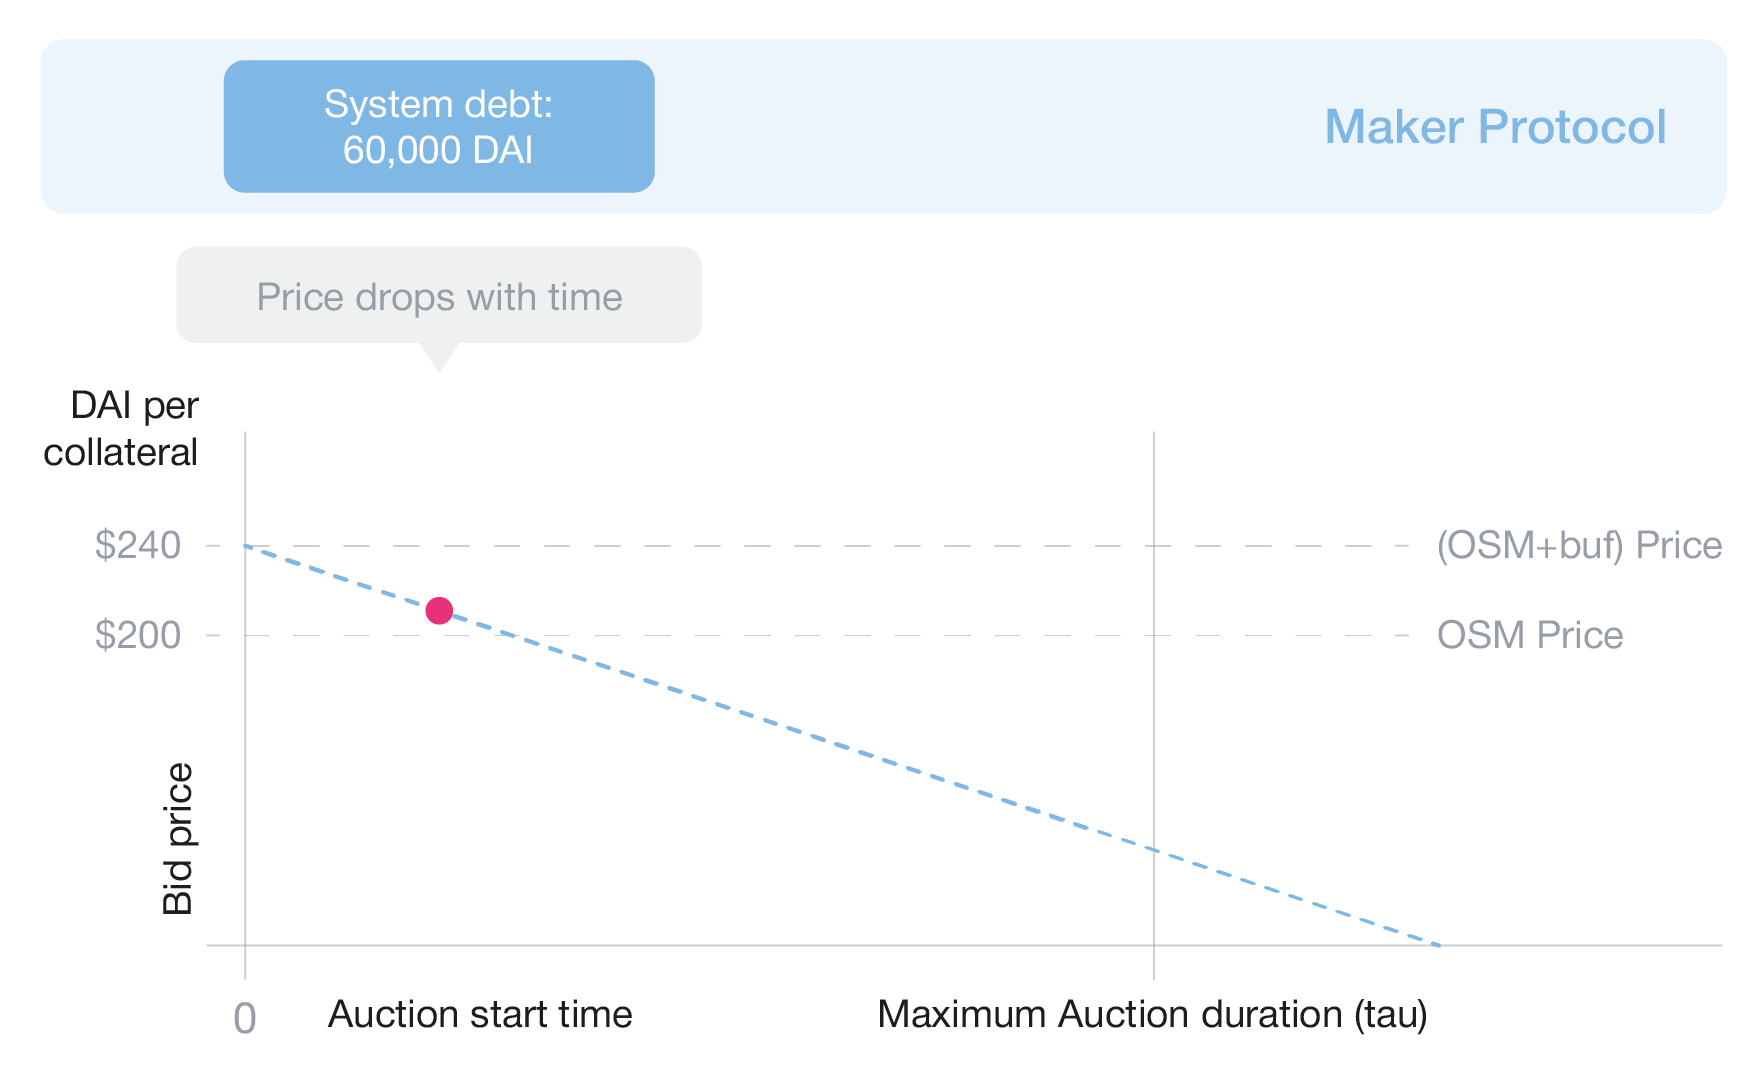 System debt:
60,000 DAI
Maker Protocol
Price drops with time
DAI per
collateral
$240
(OSM+buf) Price
$200
OSM Price
Bid price
0
Auction start time
Maximum Auction duration (tau)